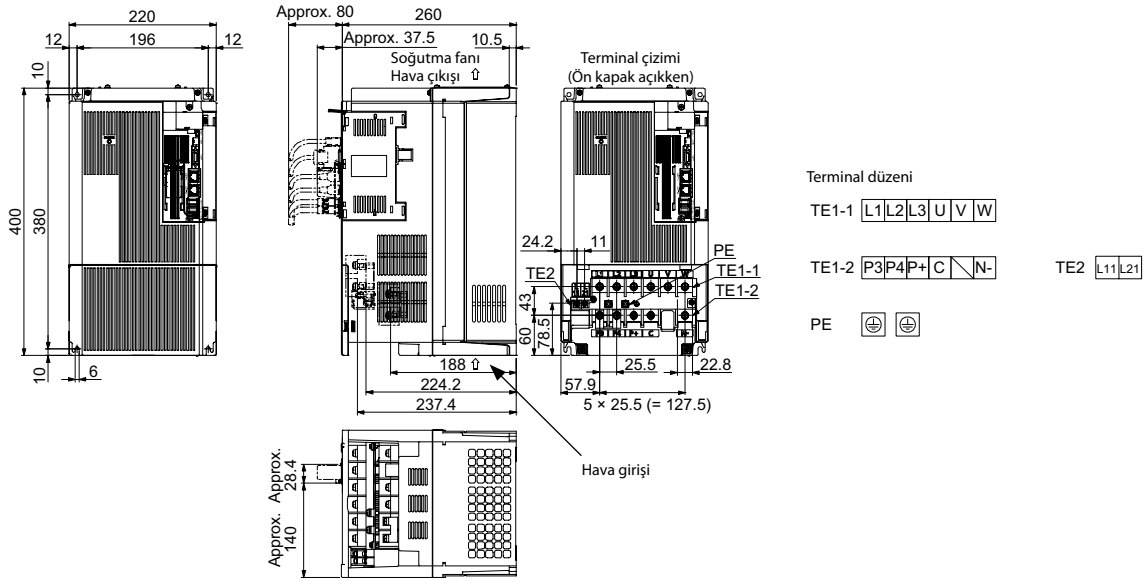 Approx. 80
260
220
12
196
12
Approx. 37.5
10.5
10
Soğutma fanı
Hava çıkışı
Terminal çizimi
(Ön kapak açıkken)
400
380
Terminal düzeni
TE1-1 L1 L2 L3 U V W
24.2
11
PE
TE1-2 P3 P4 P+ C N-
TE2 L11 L21
TE2
TE1-1
TE1-2
43
78.5
60
PE
10
6
188
25.5
22.8
224.2
57.9
237.4
5 × 25.5 (= 127.5)
Hava girişi
Approx.
28.4
Approx.
140